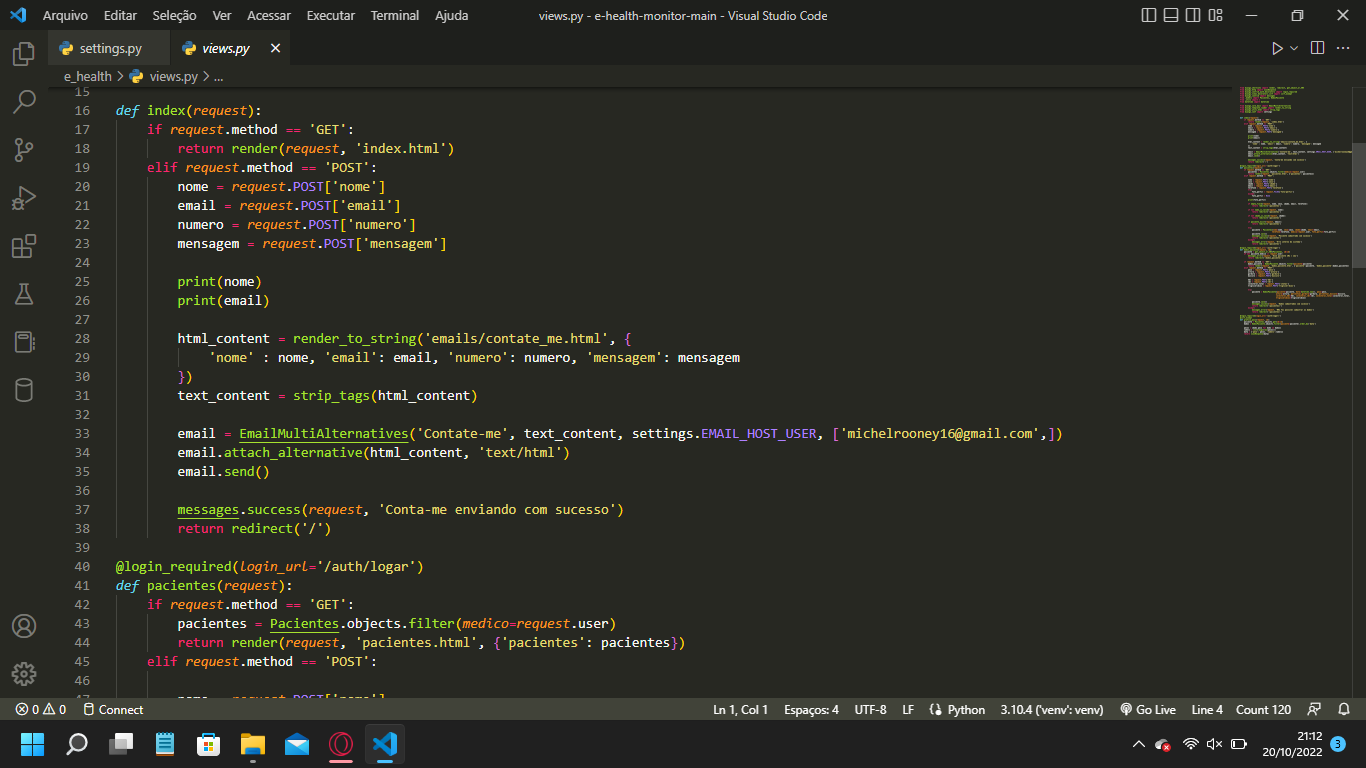 Arquivo Editar Seleção Ver Acessar Executar Terminal Ajuda views.py - e-health-monitor-main - Visual Studio Code
settings.py views.py
e_health > views.py > ...
15
16 def index(request):
17 if request.method == 'GET':
18 return render(request, 'index.html')
19 elif request.method == 'POST':
20 nome = request.POST['nome']
21 email = request.POST['email']
22 numero = request.POST['numero']
23 mensagem = request.POST['mensagem']
24
25 print(nome)
26 print(email)
27
28 html_content = render_to_string('emails/contate_me.html', {
29 'nome' : nome, 'email': email, 'numero': numero, 'mensagem': mensagem
30 })
31 text_content = strip_tags(html_content)
32
33 email = EmailMultiAlternatives('Contate-me', text_content, settings.EMAIL_HOST_USER, ['michelrooney16@gmail.com',])
34 email.attach_alternative(html_content, 'text/html')
35 email.send()
36
37 messages.success(request, 'Conta-me enviando com sucesso')
38 return redirect('/')
39
40 @login_required(login_url='/auth/logar')
41 def pacientes(request):
42 if request.method == 'GET':
43 pacientes = Pacientes.objects.filter(medico=request.user)
44 return render(request, 'pacientes.html', {'pacientes': pacientes})
45 elif request.method == 'POST':
46
0 0 Connect Ln 1, Col 1 Espaços: 4 UTF-8 LF Python 3.10.4 ('venv': venv) Go Live Line 4 Count 120
21:12
20/10/2022 3